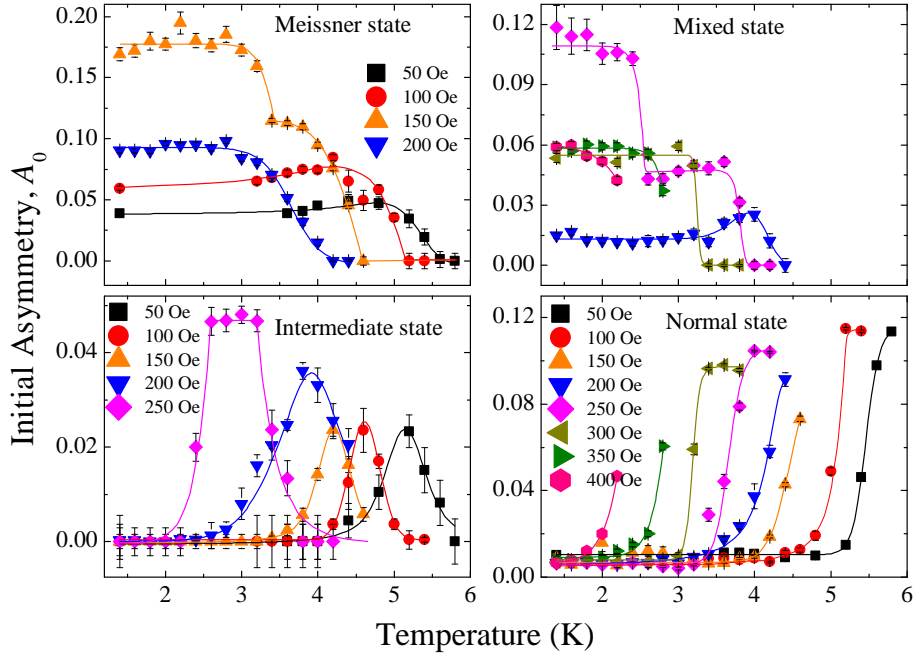 Meissner state
50 Oe
100 Oe
150 Oe
200 Oe
0.20
0.15
0.10
0.05
0.00
Mixed state
0.12
0.09
0.06
0.03
0.00
Intermediate state
50 Oe
100 Oe
150 Oe
200 Oe
250 Oe
0.04
0.02
0.00
2 3 4 5 6
Normal state
50 Oe
100 Oe
150 Oe
200 Oe
250 Oe
300 Oe
350 Oe
400 Oe
0.12
0.08
0.04
0.00
2 3 4 5 6
Initial Asymmetry, A0
Temperature (K)